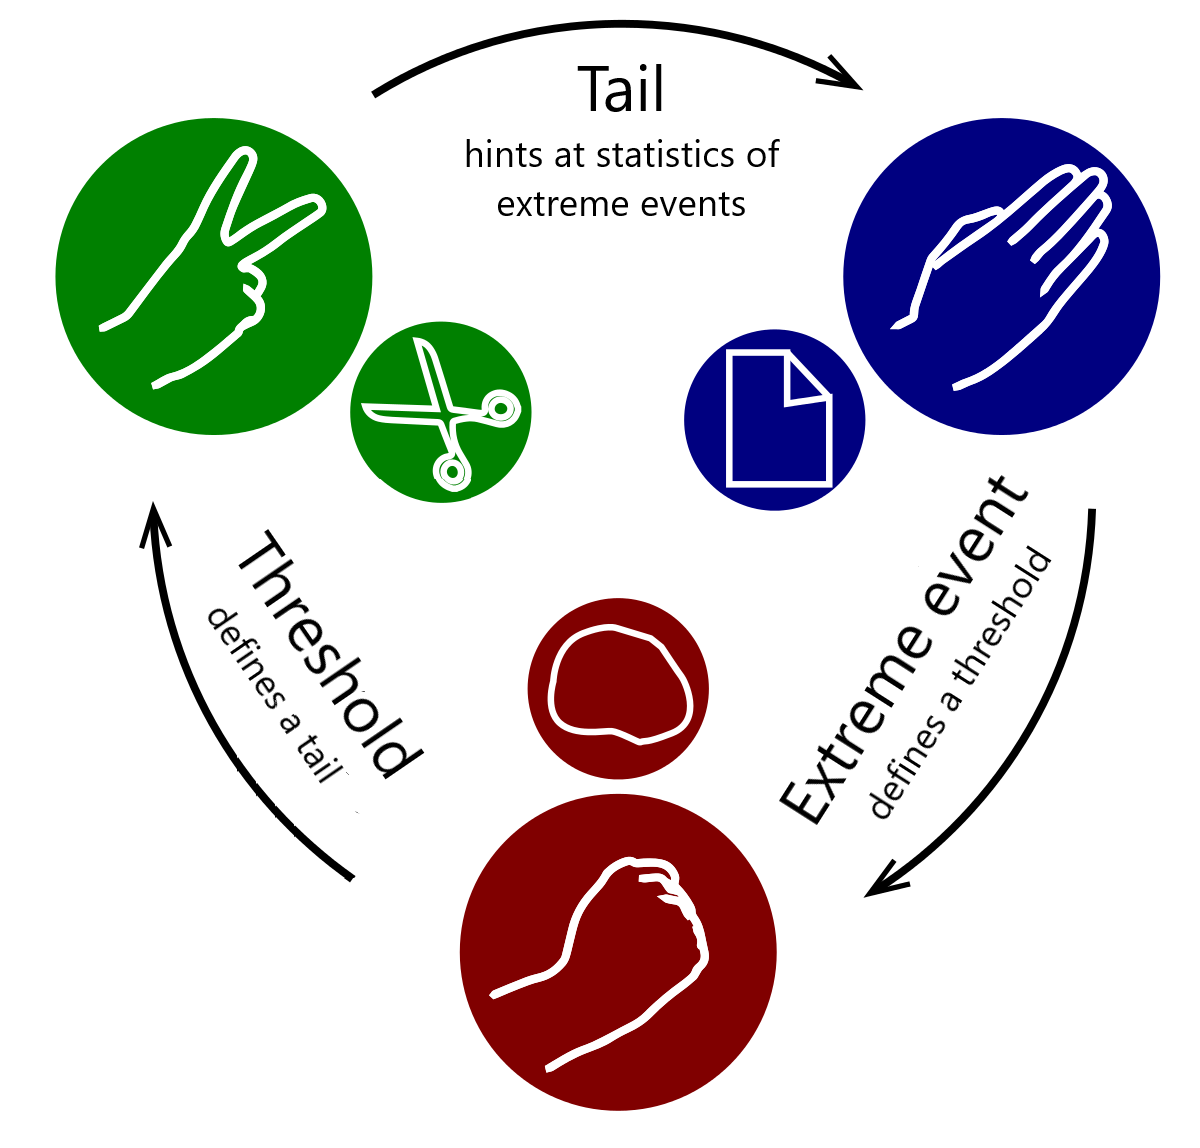 Tail
hints at statistics of
extreme events
Extreme event
defines a threshold
Threshold
defines a tail